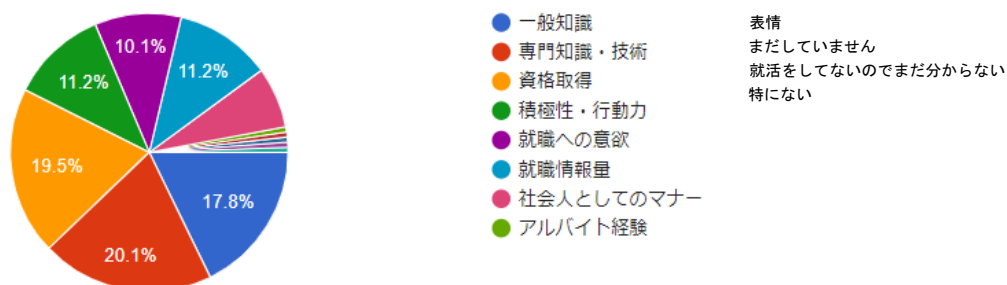 10.1%
11.2%
11.2%
19.5%
17.8%
20.1%
一般知識
専門知識・技術
資格取得
積極性・行動力
就職への意欲
就職情報量
社会人としてのマナー
アルバイト経験
表情
まだしていません
就活をしてないのでまだ分からない
特にない